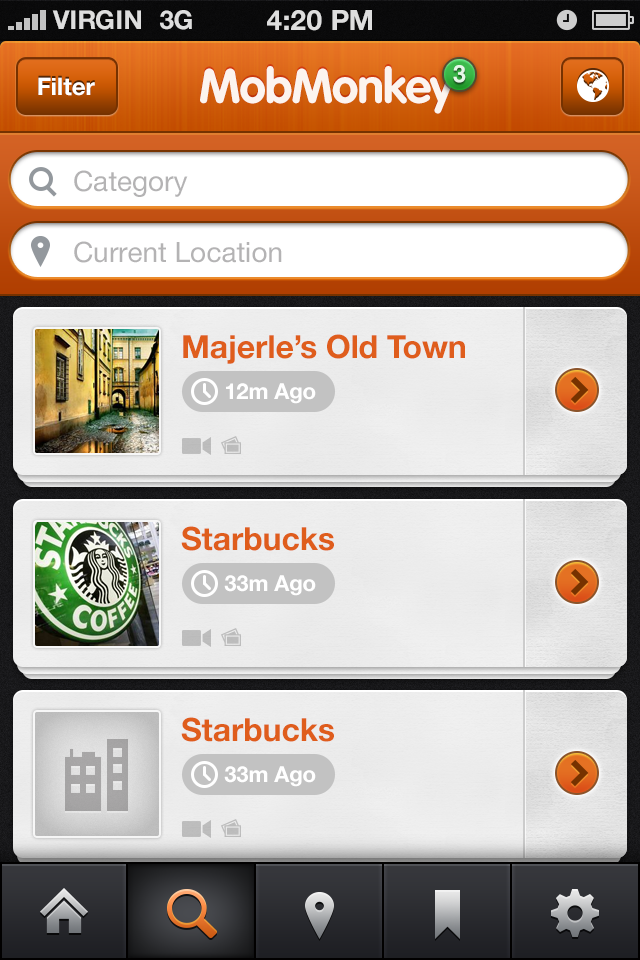 VIRGIN 3G 4:20 PM
Filter MobMonkey 3
Category
Current Location
Majerle’s Old Town
12m Ago
Starbucks
33m Ago
STARBUCKS
COFFEE
Starbucks
33m Ago